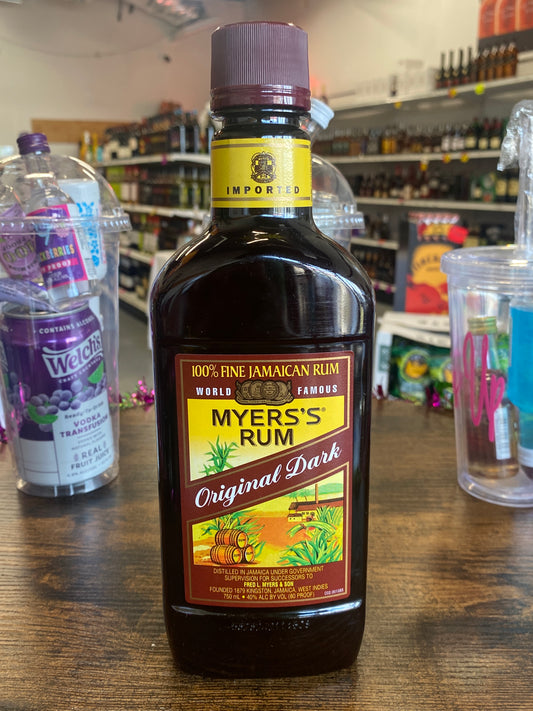 IMPORTED
100% FINE JAMAICAN RUM
WORLD FAMOUS
MYERS'S
RUM
Original Dark
DISTILLED IN JAMAICA UNDER GOVERNMENT
SUPERVISION FOR SUCCESSORS TO
FRED L. MYERS & SON
FOUNDED 1879 KINGSTON, JAMAICA, WEST INDIES
750 mL • 40% ALC BY VOL (80 PROOF)
CONTAINS ALCOHOL
Welch's
VODKA
TRANSFUSION
REAL
FRUIT JUICE
FIREBALL